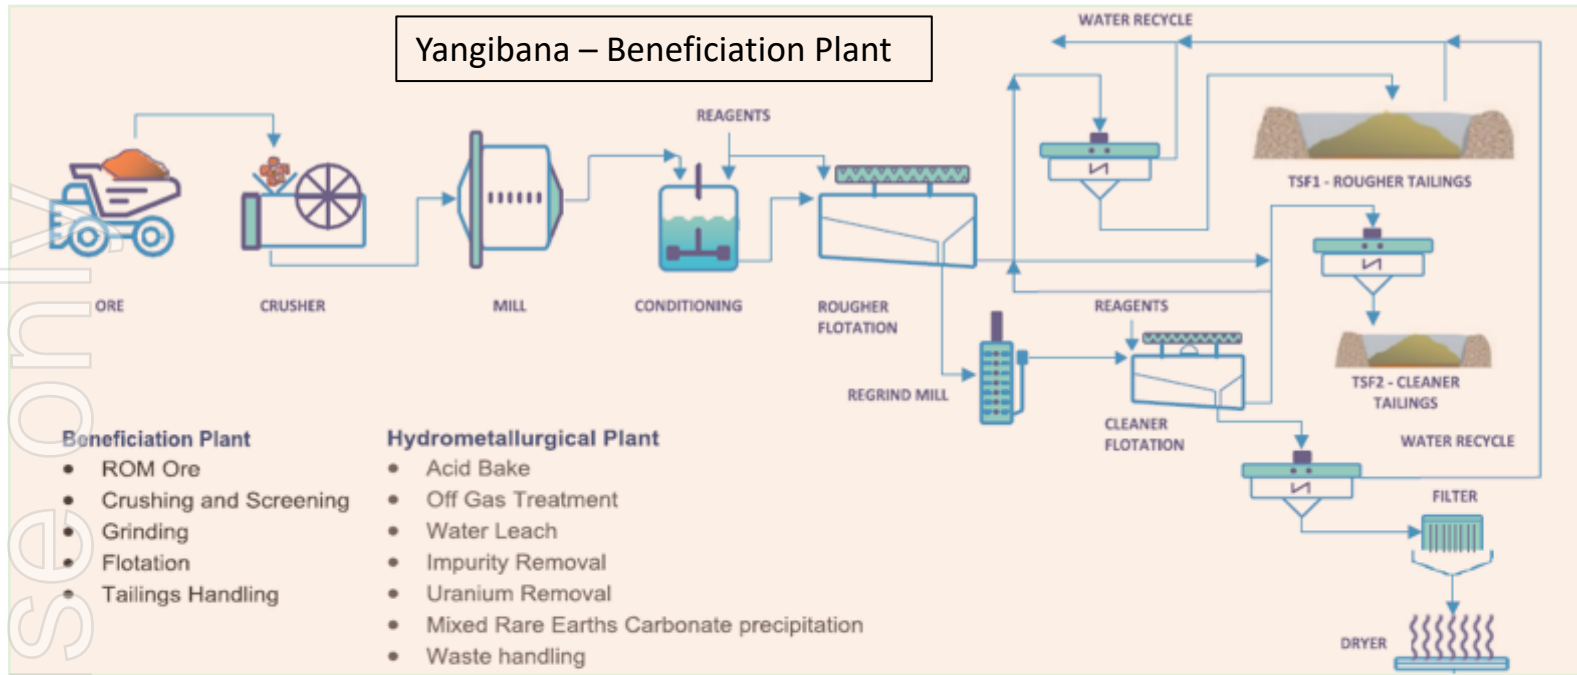 WATER RECYCLE
Yangibana – Beneficiation Plant
REAGENTS
TSF1 - ROUGHER TAILINGS
ORE
CRUSHER
MILL
CONDITIONING
ROUGHER
FLOTATION
REAGENTS
REGRIND MILL
TSF2 - CLEANER
TAILINGS
CLEANER
FLOTATION
WATER RECYCLE
FILTER
DRYER
Beneficiation Plant
• ROM Ore
• Crushing and Screening
• Grinding
• Flotation
• Tailings Handling
Hydrometallurgical Plant
• Acid Bake
• Off Gas Treatment
• Water Leach
• Impurity Removal
• Uranium Removal
• Mixed Rare Earths Carbonate precipitation
• Waste handling
se only